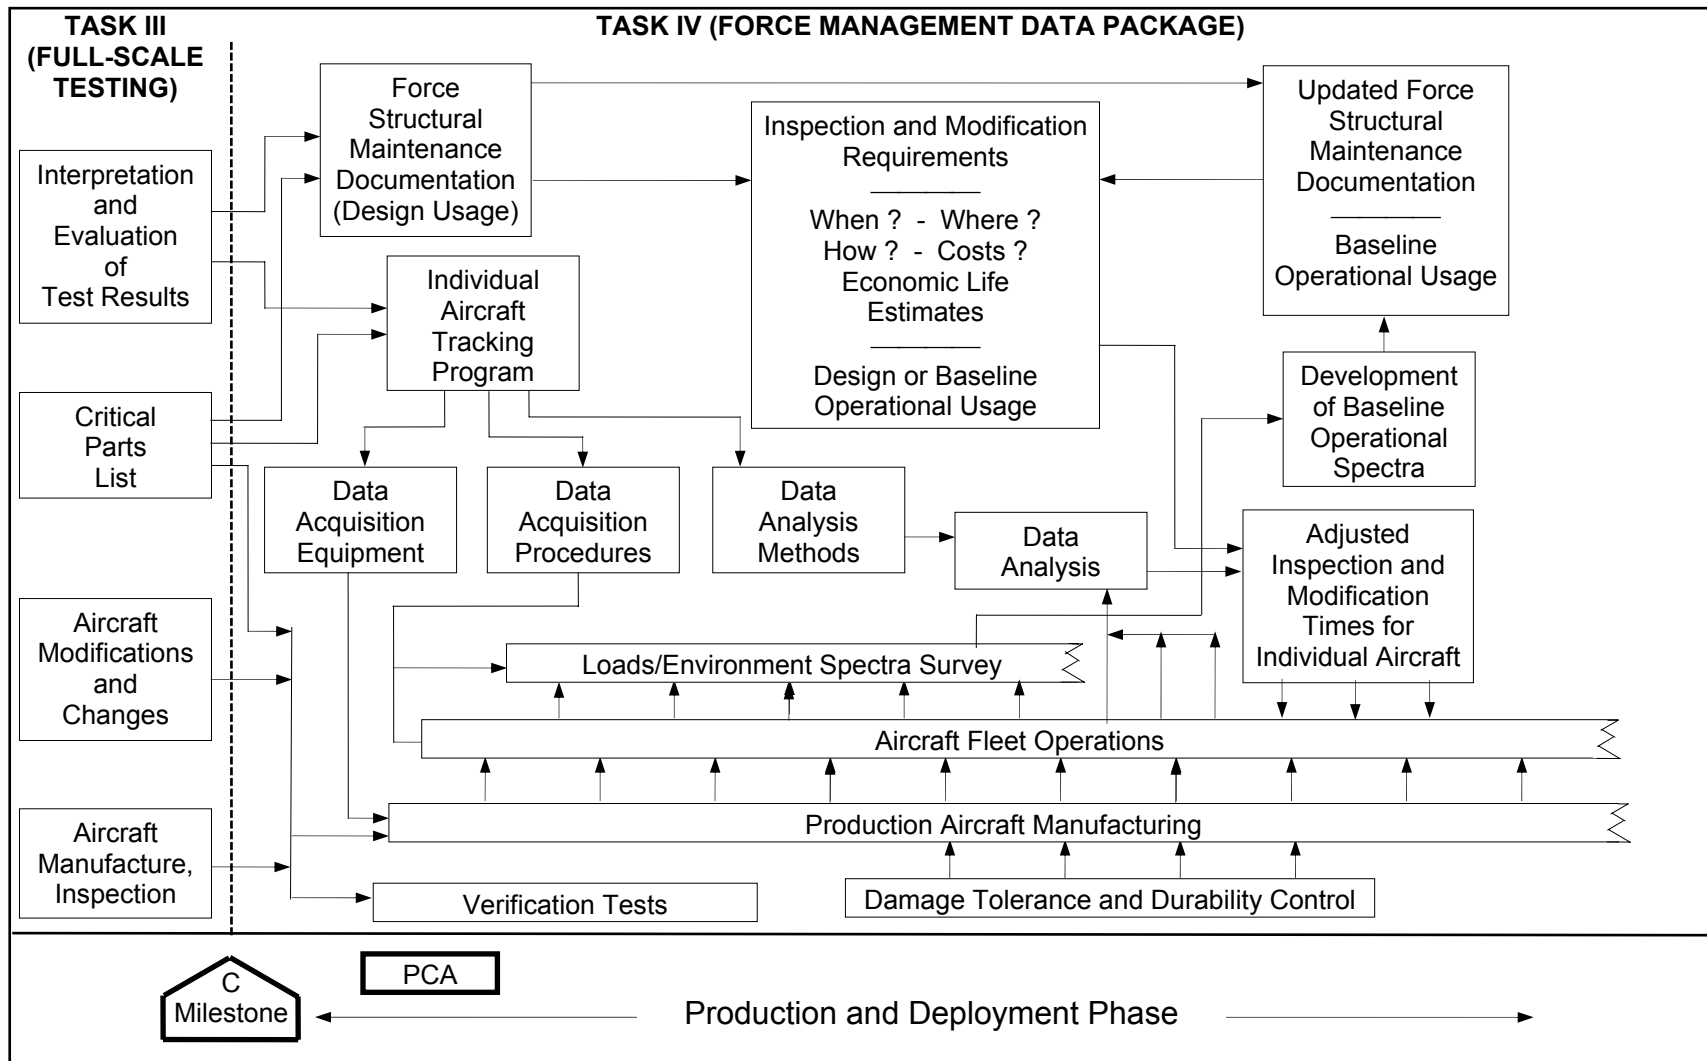 TASK III
(FULL-SCALE
TESTING)
TASK IV (FORCE MANAGEMENT DATA PACKAGE)
Interpretation
and
Evaluation
of
Test Results
Critical
Parts
List
Aircraft
Modifications
and
Changes
Aircraft
Manufacture,
Inspection
Force
Structural
Maintenance
Documentation
(Design Usage)
Individual
Aircraft
Tracking
Program
Inspection and Modification
Requirements
When ? - Where ?
How ? - Costs ?
Economic Life
Estimates
Design or Baseline
Operational Usage
Updated Force
Structural
Maintenance
Documentation
Baseline
Operational Usage
Development
of Baseline
Operational
Spectra
Data
Acquisition
Equipment
Data
Acquisition
Procedures
Data
Analysis
Methods
Data
Analysis
Adjusted
Inspection and
Modification
Times for
Individual Aircraft
Loads/Environment Spectra Survey
Aircraft Fleet Operations
Production Aircraft Manufacturing
Verification Tests
Damage Tolerance and Durability Control
C
Milestone
PCA
Production and Deployment Phase